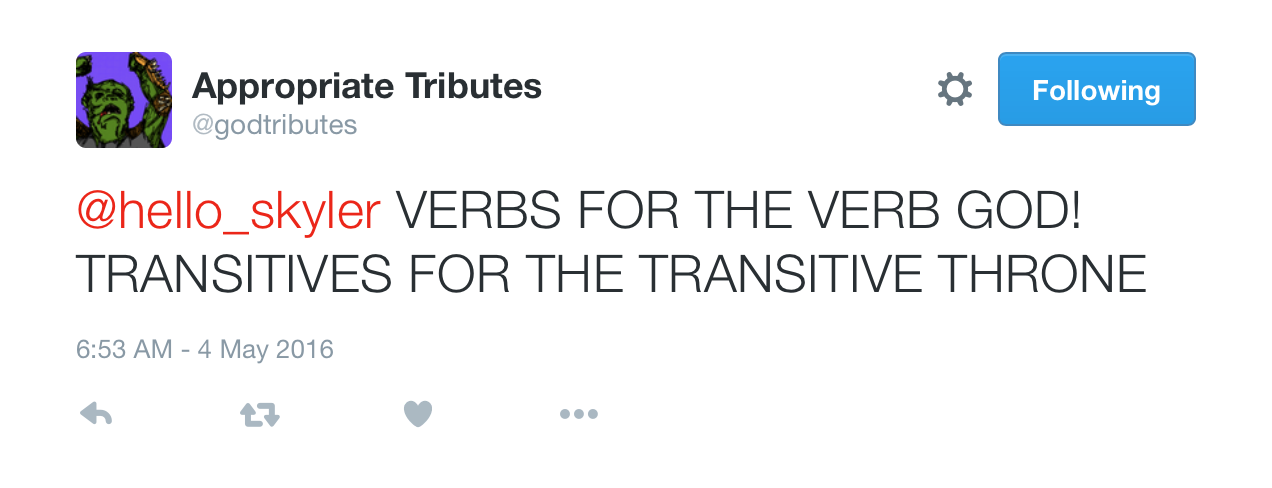 Appropriate Tributes
@godtributes
Following
@hello_skyler VERBS FOR THE VERB GOD!
TRANSITIVES FOR THE TRANSITIVE THRONE
6:53 AM - 4 May 2016